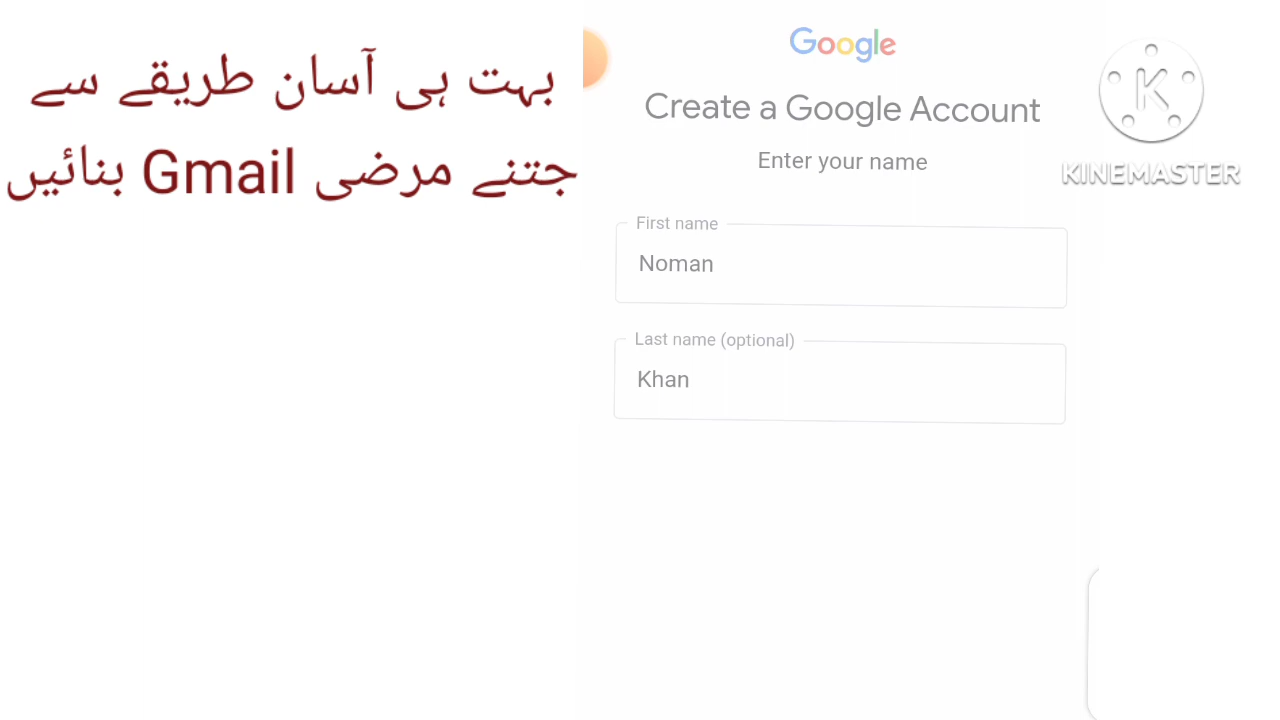 بہت ہی آسان طریقے سے
جتنے مرضی Gmail بنائیں
Google
Create a Google Account
Enter your name
First name
Noman
Last name (optional)
Khan
K
KINEMASTER